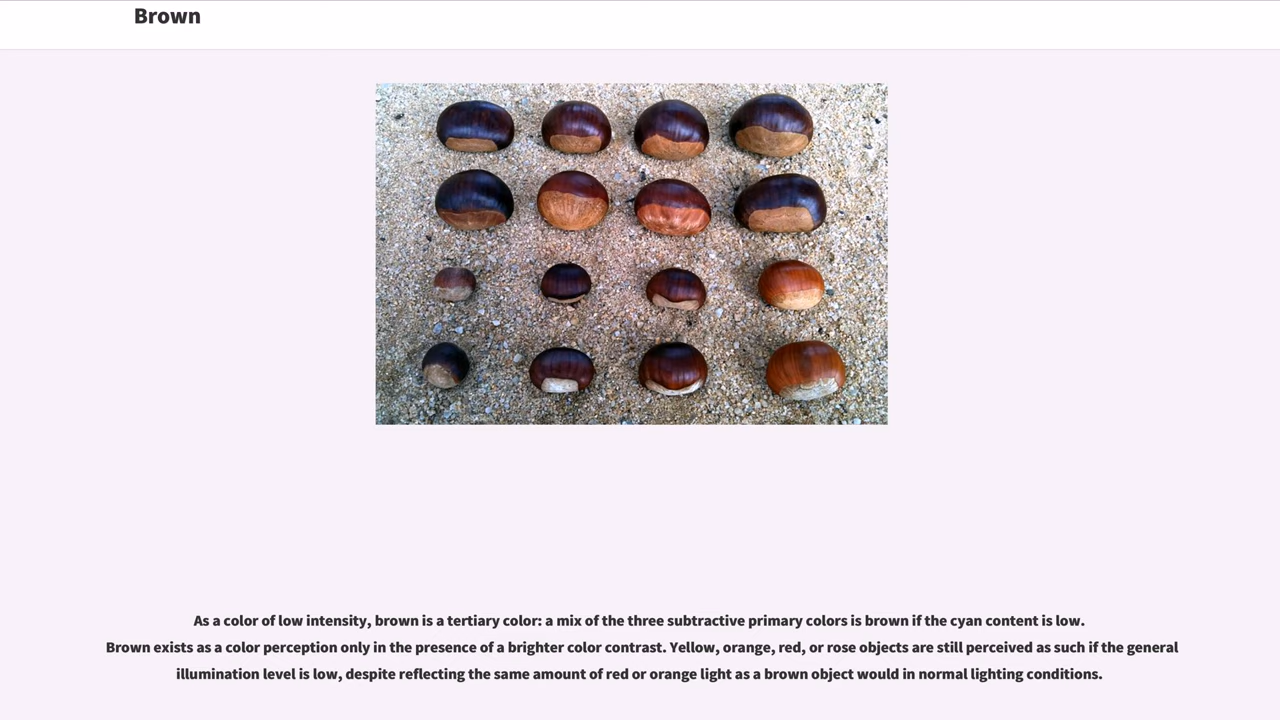 Brown
As a color of low intensity, brown is a tertiary color: a mix of the three subtractive primary colors is brown if the cyan content is low.
Brown exists as a color perception only in the presence of a brighter color contrast. Yellow, orange, red, or rose objects are still perceived as such if the general
illumination level is low, despite reflecting the same amount of red or orange light as a brown object would in normal lighting conditions.